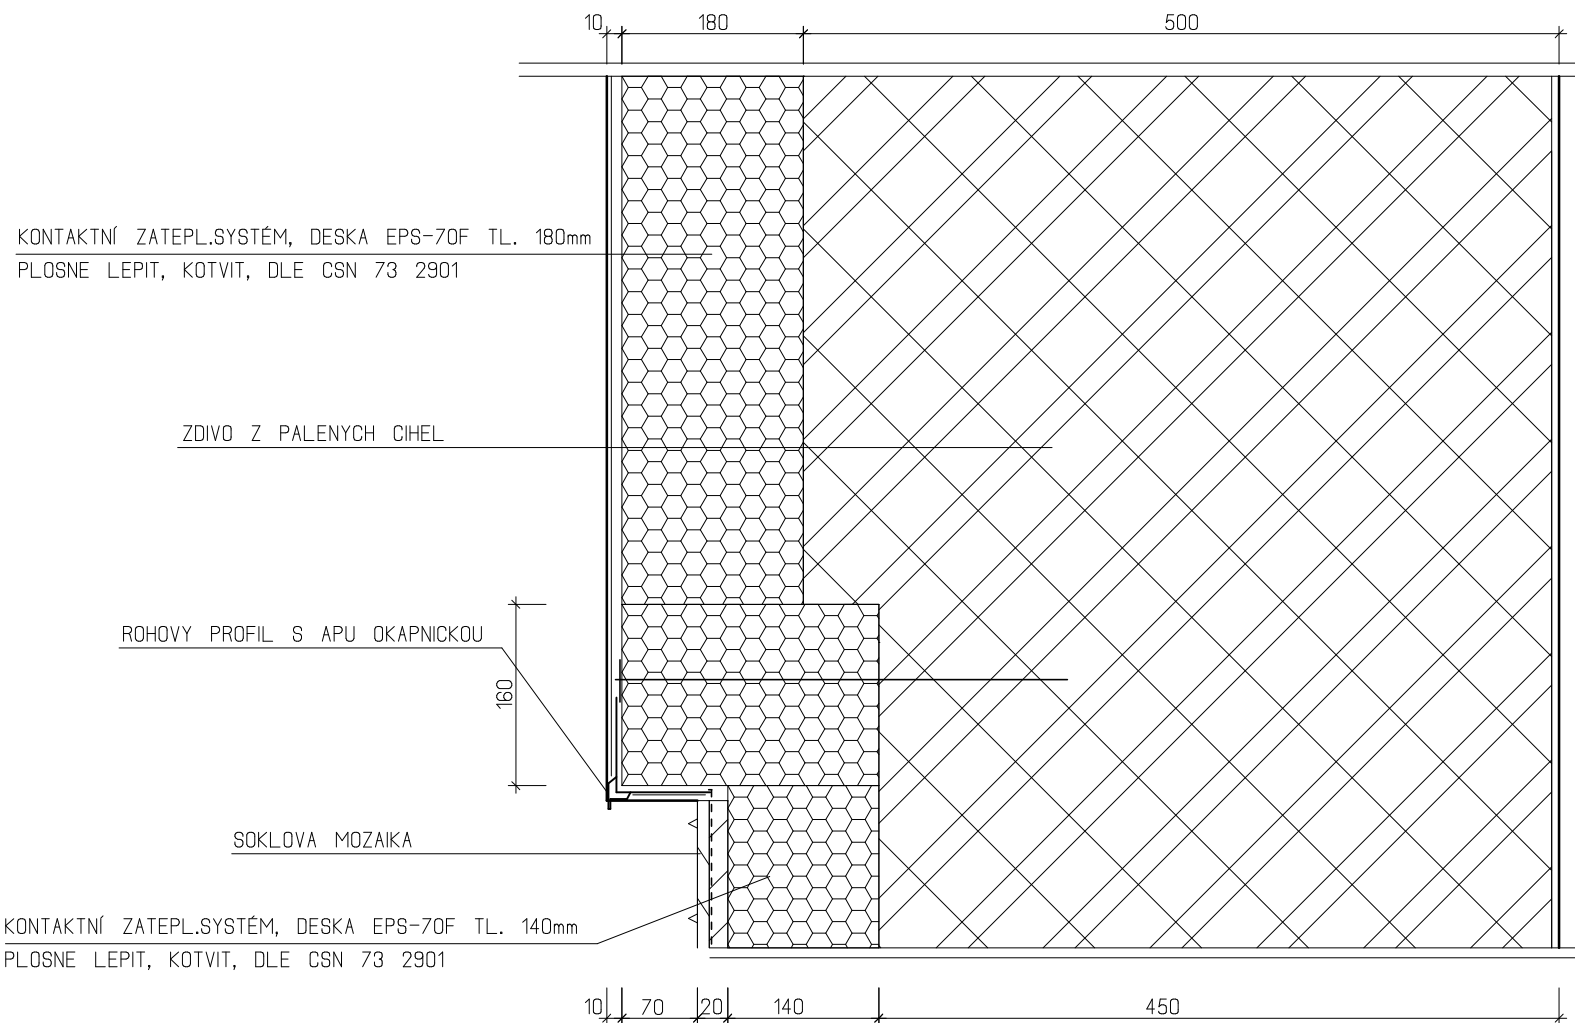 10 180 500
KONTAKTNÍ ZATEPL.SYSTÉM, DESKA EPS-70F TL. 180mm
PLOSNE LEPIT, KOTVIT, DLE CSN 73 2901
ZDIVO Z PALENYCH CIHEL
ROHOVY PROFIL S APU OKAPNICKOU
160
SOKLOVA MOZAIKA
KONTAKTNÍ ZATEPL.SYSTÉM, DESKA EPS-70F TL. 140mm
PLOSNE LEPIT, KOTVIT, DLE CSN 73 2901
10 70 20 140 450